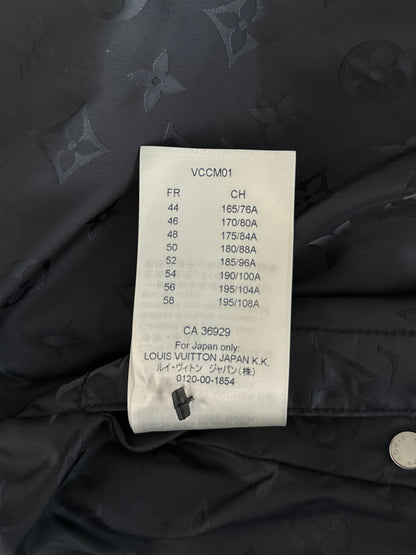 VCCM01
FR CH
44 165/76A
46 170/80A
48 175/84A
50 180/88A
52 185/96A
54 190/100A
56 195/104A
58 195/108A
CA 36929
For Japan only:
LOUIS VUITTON JAPAN K.K.
ルイ・ヴィトン ジャパン(株)
0120-00-1854